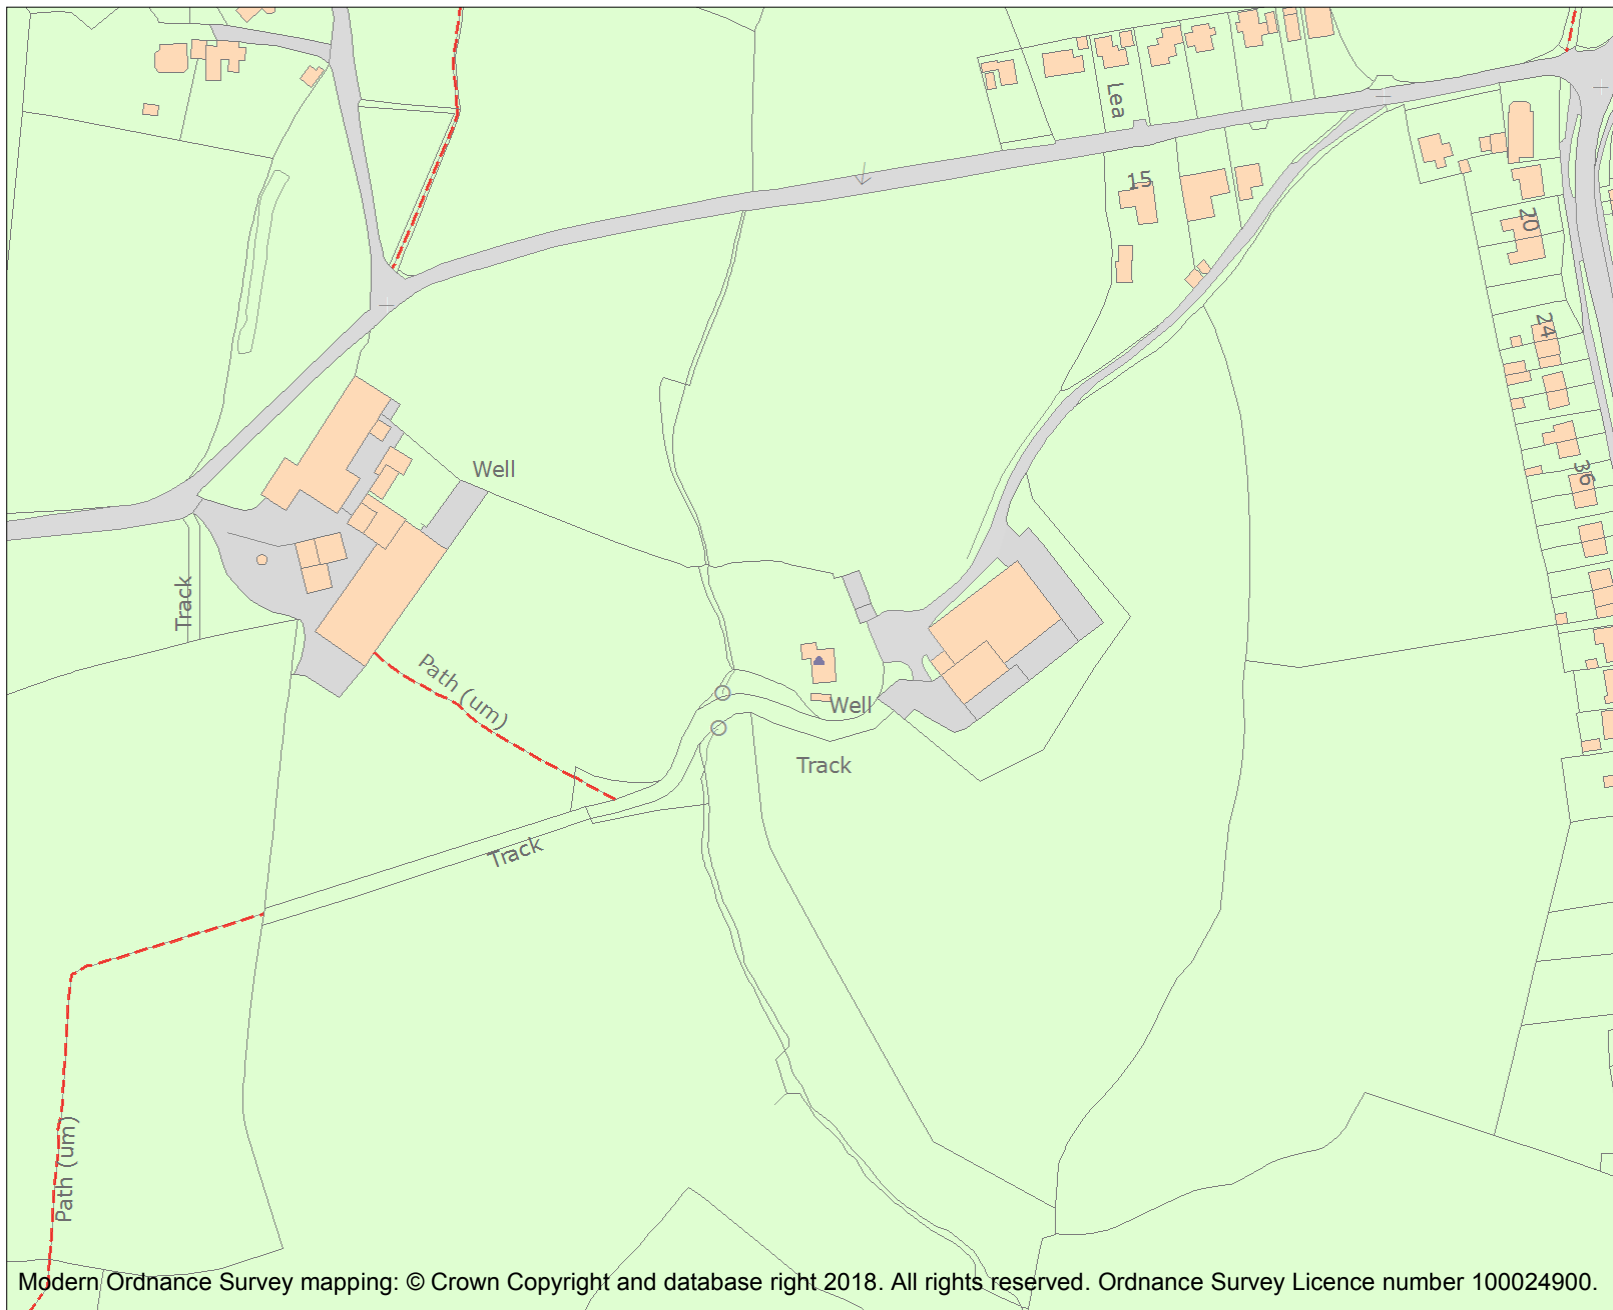 Lea
15
20
24
36
Well
Track
Path (um)
Well
Track
Track
Path (um)
Modern Ordnance Survey mapping: © Crown Copyright and database right 2018. All rights reserved. Ordnance Survey Licence number 100024900.